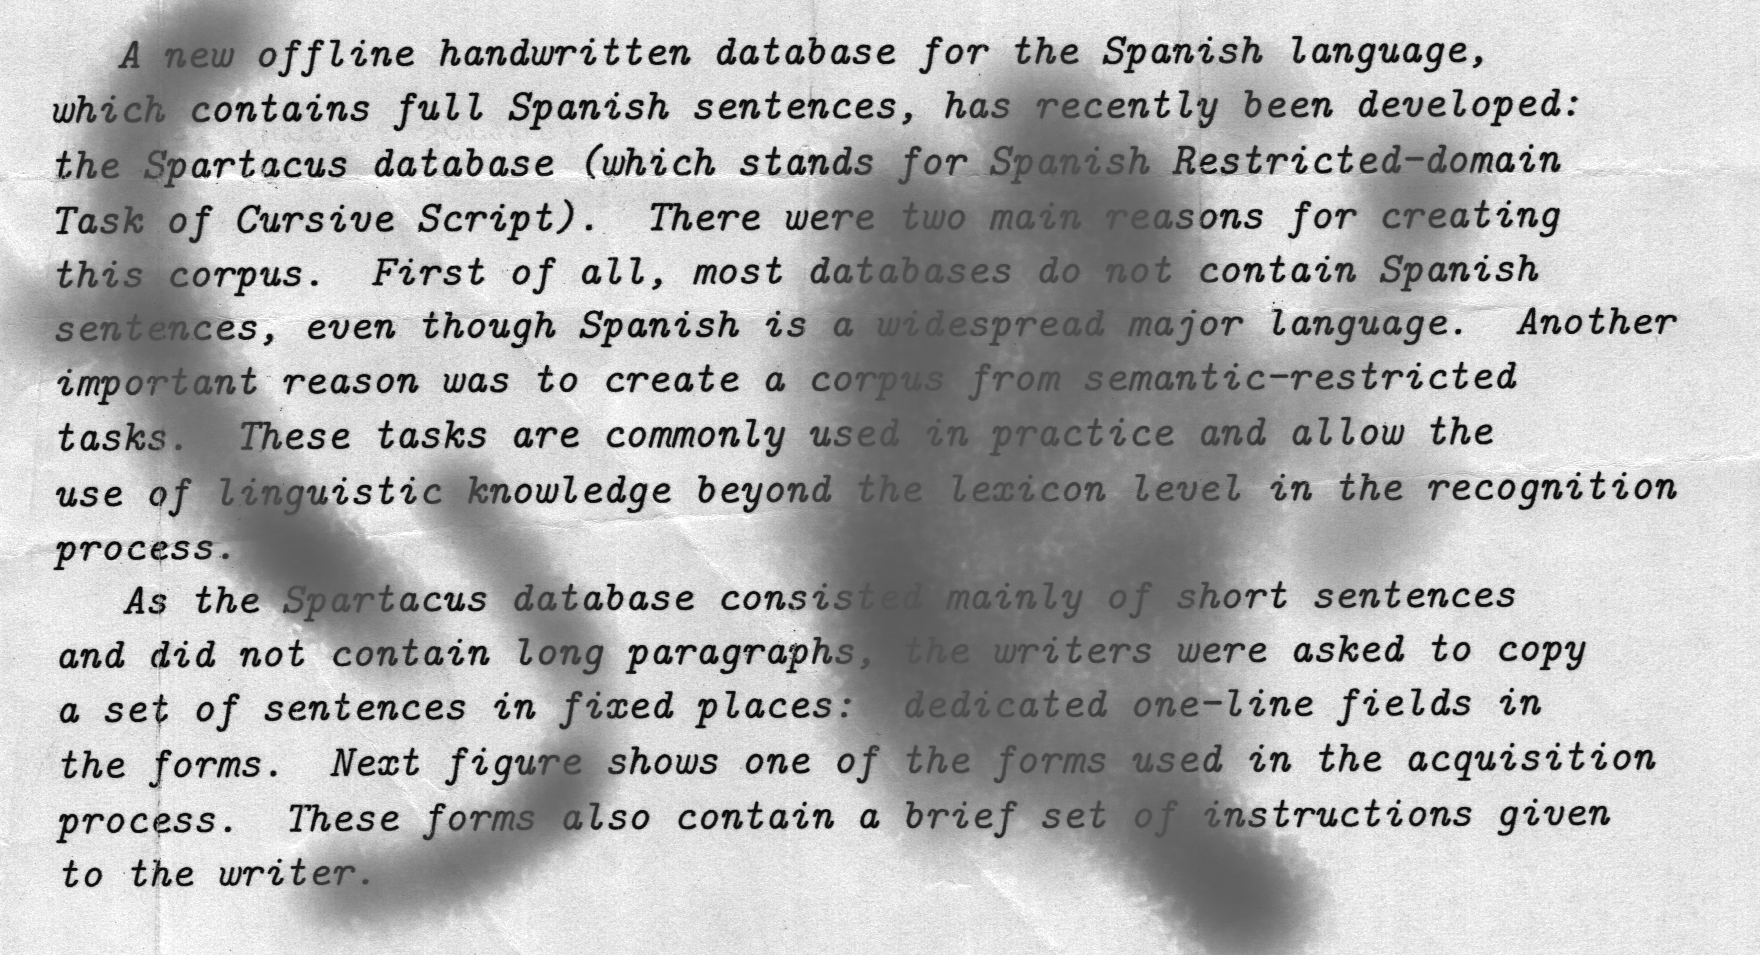 A new offline handwritten database for the Spanish language,
which contains full Spanish sentences, has recently been developed:
the Spartacus database (which stands for Spanish Restricted-domain
Task of Cursive Script).  There were two main reasons for creating
this corpus.  First of all, most databases do not contain Spanish
sentences, even though Spanish is a widespread major language.  Another
important reason was to create a corpus from semantic-restricted
tasks.  These tasks are commonly used in practice and allow the
use of linguistic knowledge beyond the lexicon level in the recognition
process.
As the Spartacus database consisted mainly of short sentences
and did not contain long paragraphs, the writers were asked to copy
a set of sentences in fixed places:  dedicated one-line fields in
the forms.  Next figure shows one of the forms used in the acquisition
process.  These forms also contain a brief set of instructions given
to the writer.